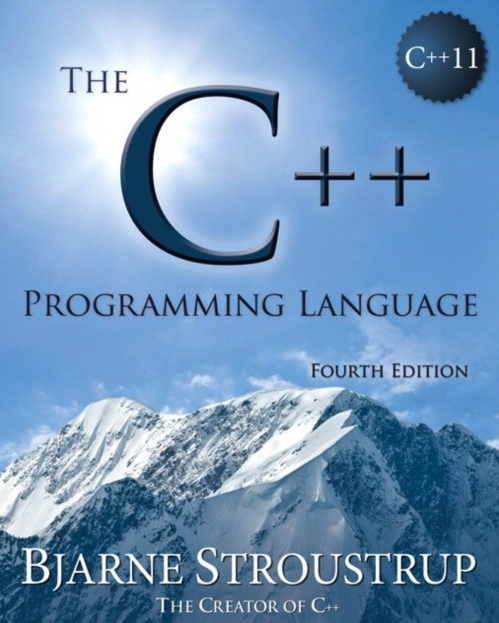 C++11
The
C++
Programming Language
Fourth Edition
Bjarne Stroustrup
The Creator of C++